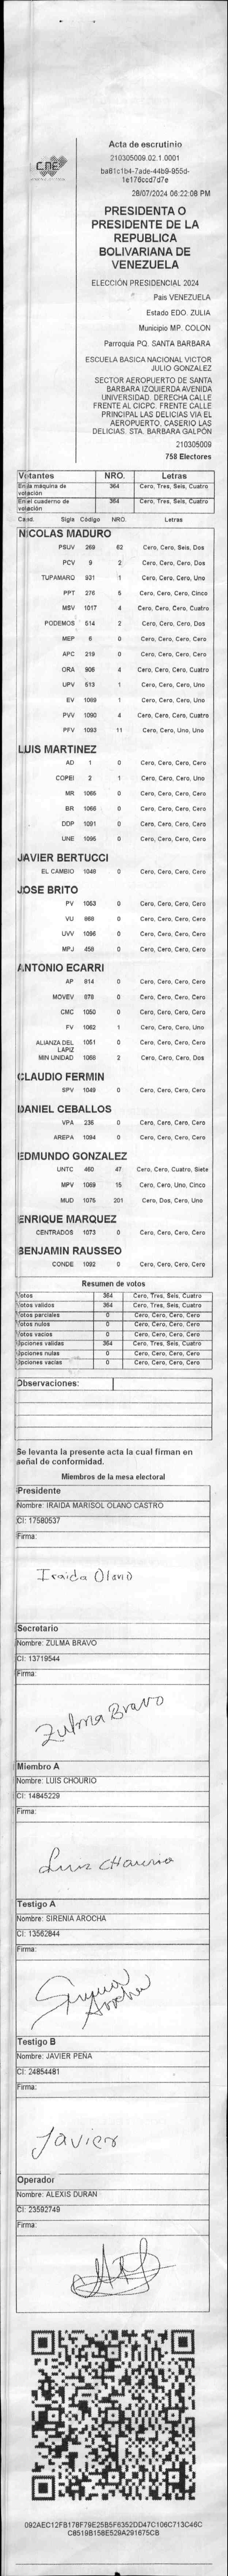 CNE
Acta de escrutinio
210305009.02.1.0001
ba81c1b4-7ade-44b9-955d-
1e176ccd7d7e
28/07/2024 06:22:08 PM
PRESIDENTA O
PRESIDENTE DE LA
REPUBLICA
BOLIVARIANA DE
VENEZUELA
ELECCIÓN PRESIDENCIAL 2024
Pais VENEZUELA
Estado EDO. ZULIA
Municipio MP. COLON
Parroquia PQ. SANTA BARBARA
ESCUELA BASICA NACIONAL VICTOR
JULIO GONZALEZ
SECTOR AEROPUERTO DE SANTA
BARBARA IZQUIERDA AVENIDA
UNIVERSIDAD. DERECHA CALLE
FRENTE AL CICPC. FRENTE CALLE
PRINCIPAL LAS DELICIAS VIA EL
AEROPUERTO. CASERIO LAS
DELICIAS. STA. BARBARA GALPÓN
210305009
758 Electores
Votantes NRO. Letras
En la máquina de votación 364 Cero, Tres, Seis, Cuatro
En el cuaderno de votación 364 Cero, Tres, Seis, Cuatro
Cand. Sigla Código NRO. Letras
NICOLAS MADURO
PSUV 269 62 Cero, Cero, Seis, Dos
PCV 9 2 Cero, Cero, Cero, Dos
TUPAMARO 931 1 Cero, Cero, Cero, Uno
PPT 276 5 Cero, Cero, Cero, Cinco
MSV 1017 4 Cero, Cero, Cero, Cuatro
PODEMOS 514 2 Cero, Cero, Cero, Dos
MEP 6 0 Cero, Cero, Cero, Cero
APC 219 0 Cero, Cero, Cero, Cero
ORA 906 4 Cero, Cero, Cero, Cuatro
UPV 513 1 Cero, Cero, Cero, Uno
EV 1089 1 Cero, Cero, Cero, Uno
PVV 1090 4 Cero, Cero, Cero, Cuatro
PFV 1093 11 Cero, Cero, Uno, Uno
LUIS MARTINEZ
AD 1 0 Cero, Cero, Cero, Cero
COPEI 2 1 Cero, Cero, Cero, Uno
MR 1065 0 Cero, Cero, Cero, Cero
BR 1066 0 Cero, Cero, Cero, Cero
DDP 1091 0 Cero, Cero, Cero, Cero
UNE 1095 0 Cero, Cero, Cero, Cero
JAVIER BERTUCCI
EL CAMBIO 1048 0 Cero, Cero, Cero, Cero
JOSE BRITO
PV 1053 0 Cero, Cero, Cero, Cero
VU 868 0 Cero, Cero, Cero, Cero
UVV 1096 0 Cero, Cero, Cero, Cero
MPJ 458 0 Cero, Cero, Cero, Cero
ANTONIO ECARRI
AP 814 0 Cero, Cero, Cero, Cero
MOVEV 878 0 Cero, Cero, Cero, Cero
CMC 1050 0 Cero, Cero, Cero, Cero
FV 1062 1 Cero, Cero, Cero, Uno
ALIANZA DEL LAPIZ 1051 0 Cero, Cero, Cero, Cero
MIN UNIDAD 1068 2 Cero, Cero, Cero, Dos
CLAUDIO FERMIN
SPV 1049 0 Cero, Cero, Cero, Cero
DANIEL CEBALLOS
VPA 236 0 Cero, Cero, Cero, Cero
AREPA 1094 0 Cero, Cero, Cero, Cero
EDMUNDO GONZALEZ
UNTC 460 47 Cero, Cero, Cuatro, Siete
MPV 1069 15 Cero, Cero, Uno, Cinco
MUD 1075 201 Cero, Dos, Cero, Uno
ENRIQUE MARQUEZ
CENTRADOS 1073 0 Cero, Cero, Cero, Cero
BENJAMIN RAUSSEO
CONDE 1092 0 Cero, Cero, Cero, Cero
Resumen de votos
Votos 364 Cero, Tres, Seis, Cuatro
Votos validos 364 Cero, Tres, Seis, Cuatro
Votos parciales 0 Cero, Cero, Cero, Cero
Votos nulos 0 Cero, Cero, Cero, Cero
Votos vacios 0 Cero, Cero, Cero, Cero
Opciones validas 364 Cero, Tres, Seis, Cuatro
Opciones nulas 0 Cero, Cero, Cero, Cero
Opciones vacias 0 Cero, Cero, Cero, Cero
Observaciones:
Se levanta la presente acta la cual firman en
señal de conformidad.
Miembros de la mesa electoral
Presidente
Nombre: IRAIDA MARISOL OLANO CASTRO
CI: 17580537
Firma:
Iraida Olano
Secretario
Nombre: ZULMA BRAVO
CI: 13719544
Firma:
Zulma Bravo
Miembro A
Nombre: LUIS CHOURIO
CI: 14845229
Firma:
Luis CHourio
Testigo A
Nombre: SIRENIA AROCHA
CI: 13562844
Firma:
Arocha
Testigo B
Nombre: JAVIER PEÑA
CI: 24854481
Firma:
Javier
Operador
Nombre: ALEXIS DURAN
CI: 23592749
Firma:
092AEC12FB178F79E25B5F6352DD47C106C713C46C
C8519B158E529A291675CB